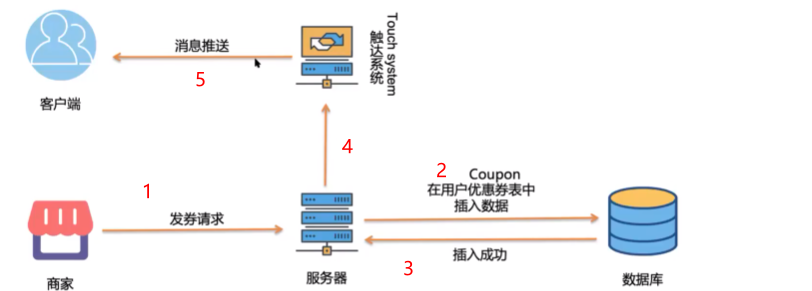 消息推送
5
客户端
Touch system
触达系统
4
1
发券请求
商家
服务器
2
Coupon
在用户优惠券表中
插入数据
插入成功
3
数据库